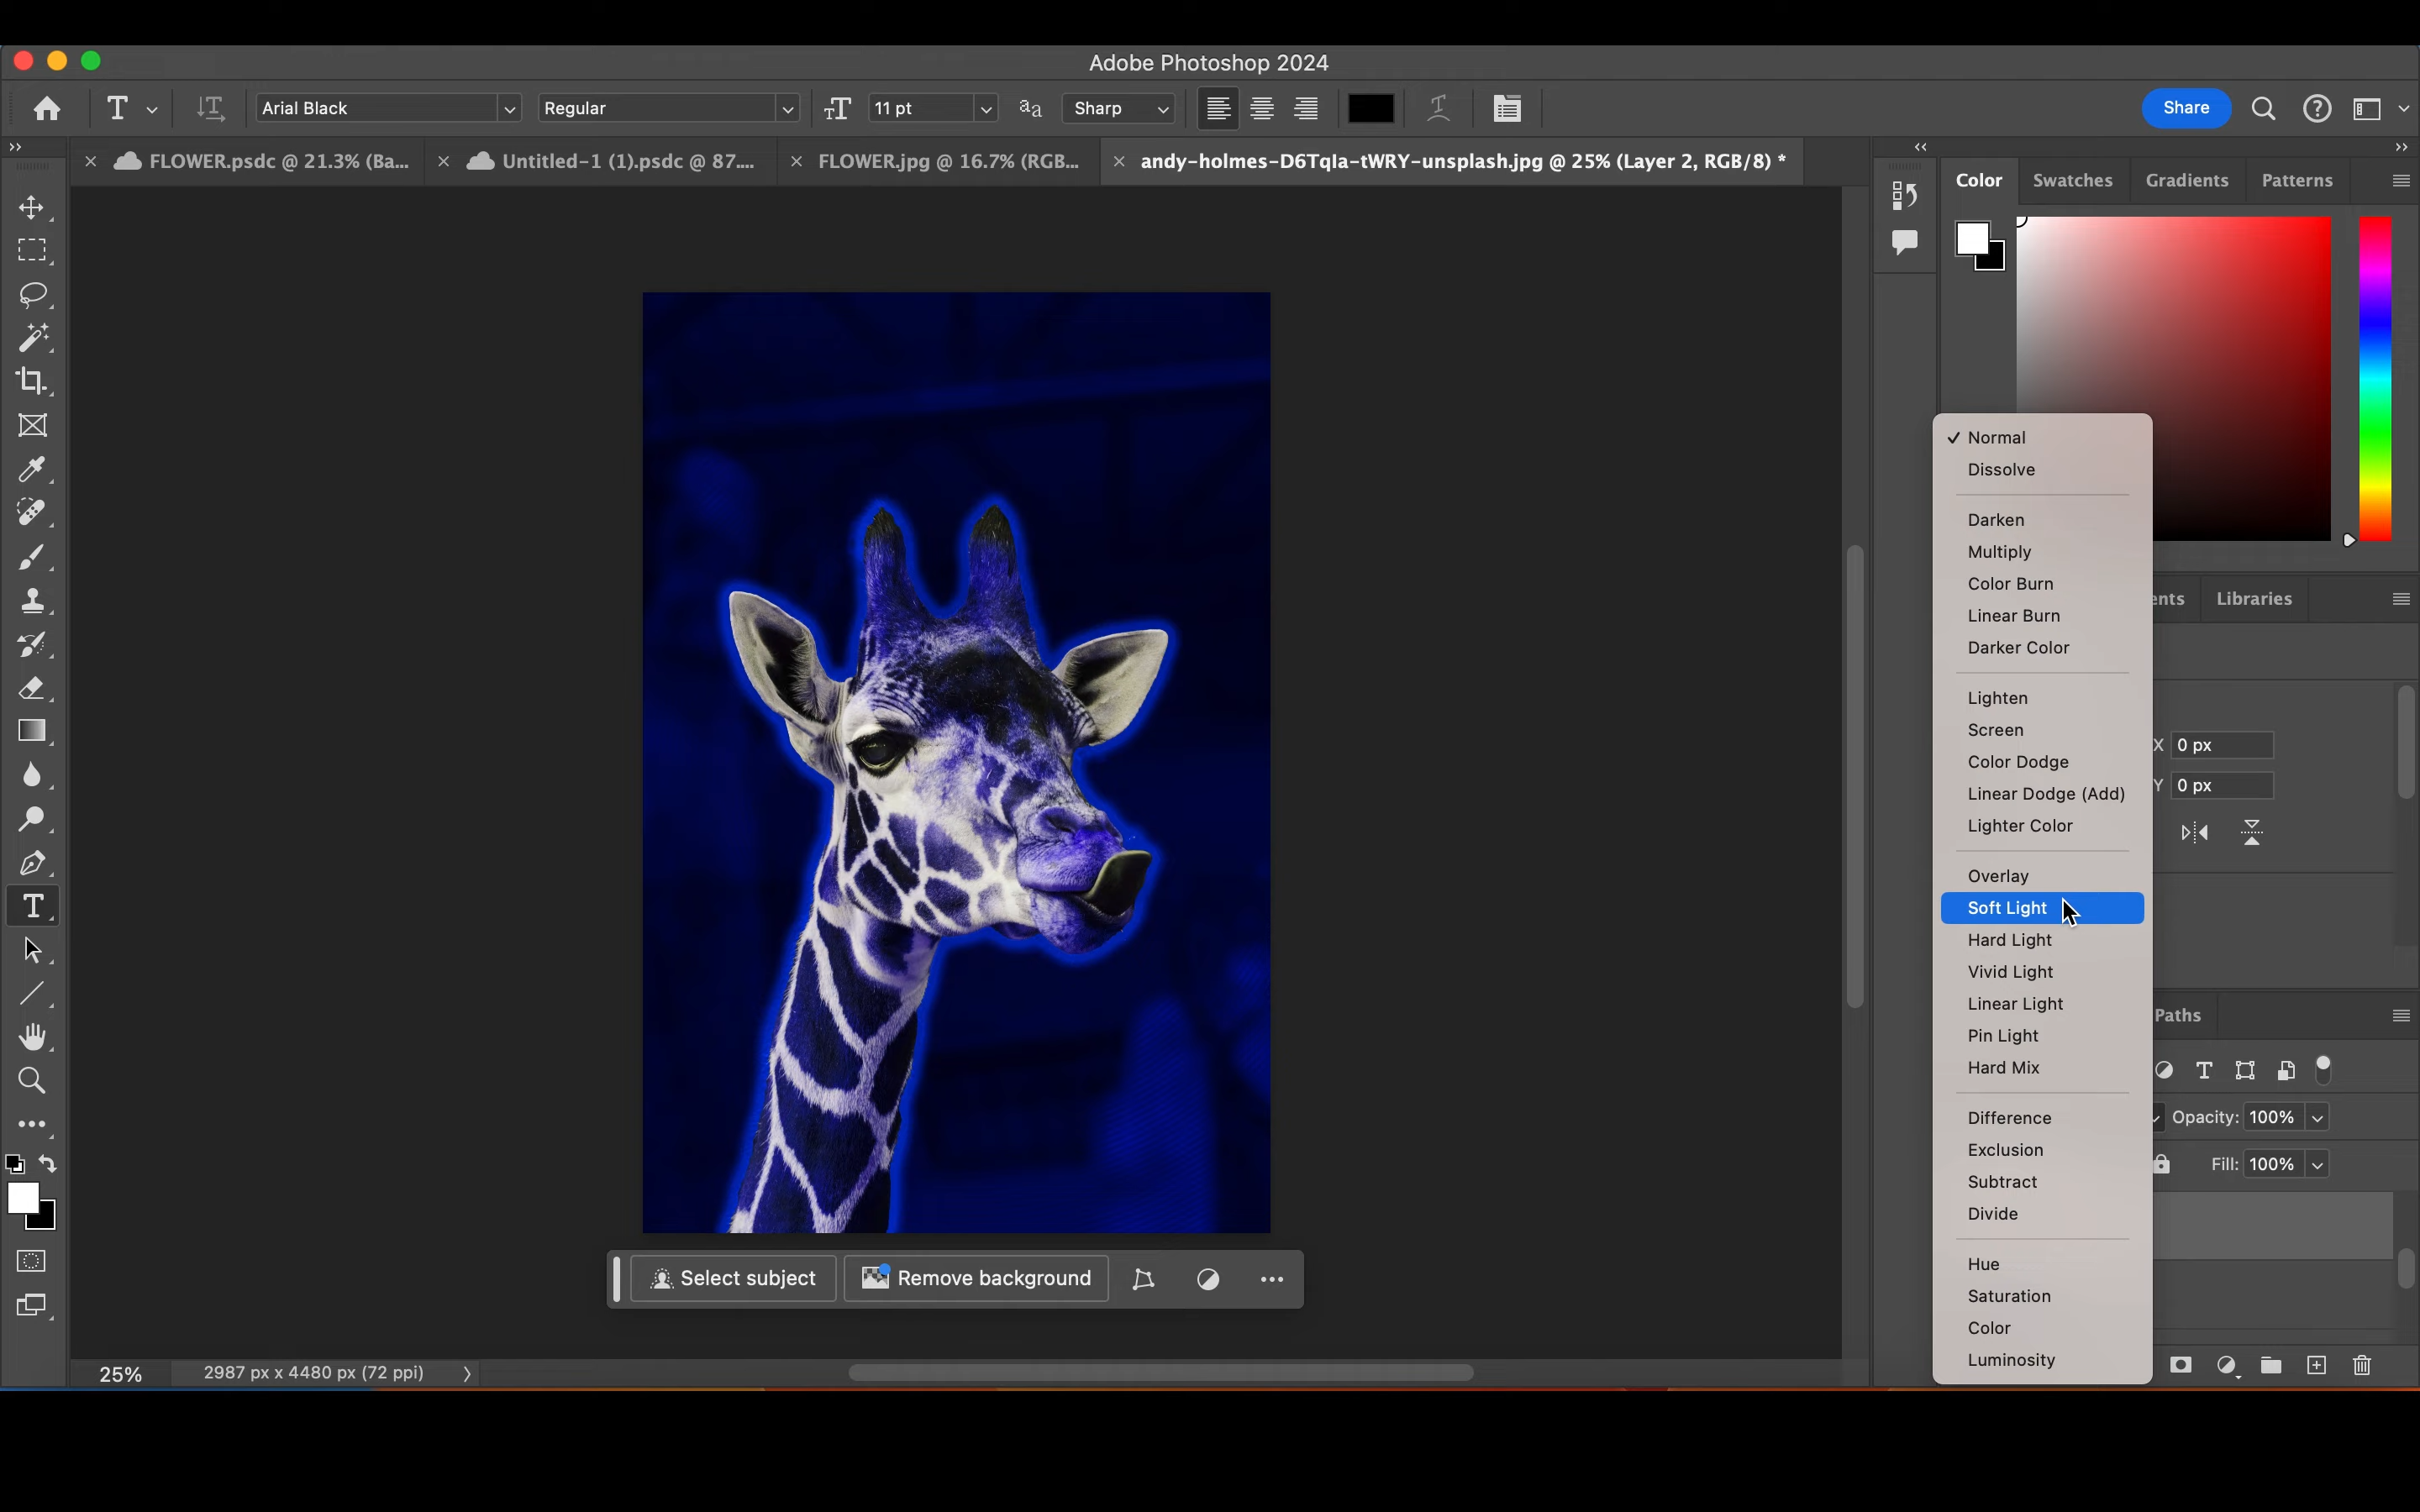 Adobe Photoshop 2024
T Arial Black Regular 11 pt Sharp Share
FLOWER.psdc @ 21.3% (Ba... Untitled-1 (1).psdc @ 87.... FLOWER.jpg @ 16.7% (RGB... andy-holmes-D6TqIa-tWRY-unsplash.jpg @ 25% (Layer 2, RGB/8) *
Color Swatches Gradients Patterns
Normal
Dissolve
Darken
Multiply
Color Burn
Linear Burn
Darker Color
ents Libraries
Lighten
Screen
Color Dodge
Linear Dodge (Add)
Lighter Color
X 0 px
Y 0 px
Overlay
Soft Light
Hard Light
Vivid Light
Linear Light
Pin Light
Hard Mix
Paths
Difference
Exclusion
Subtract
Divide
Opacity: 100%
Fill: 100%
Hue
Saturation
Color
Luminosity
Select subject Remove background
25% 2987 px x 4480 px (72 ppi)